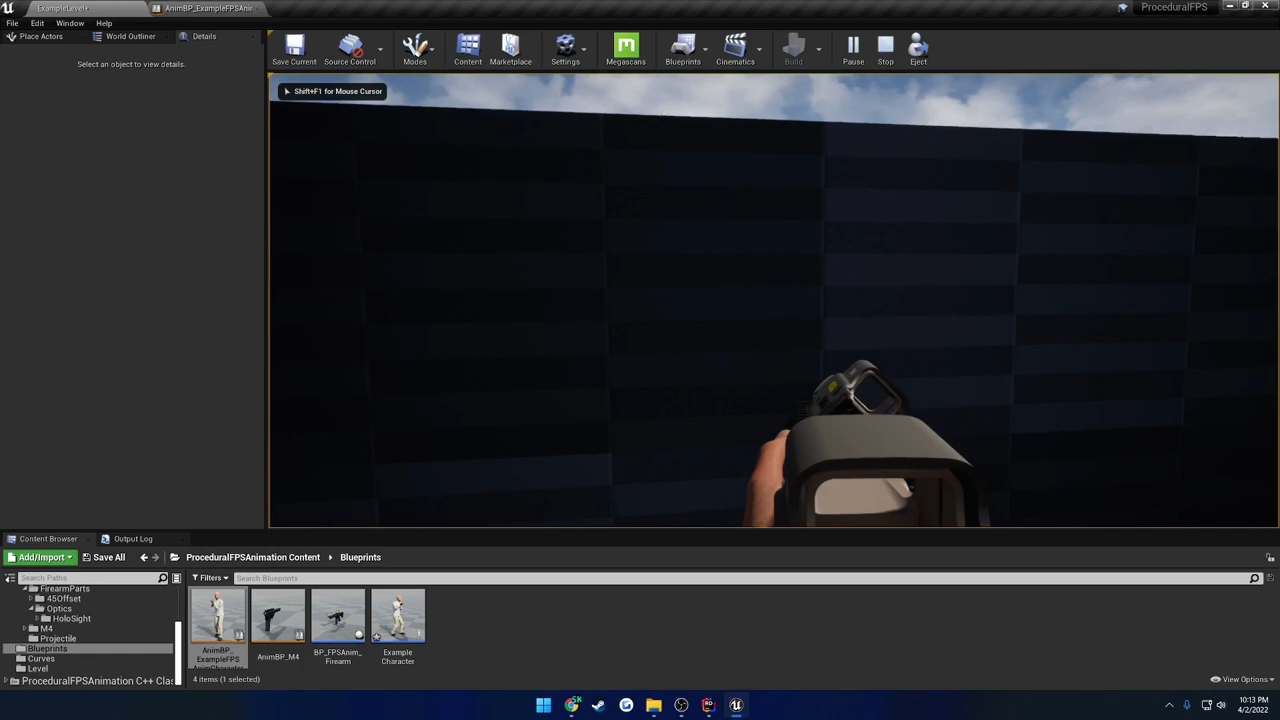 ExampleLevel•
AnimBP_ExampleFPSAni
ProceduralFPS
File Edit Window Help
Place Actors
World Outliner
Details
Select an object to view details.
Save Current
Source Control
Modes
Content
Marketplace
Settings
Megascans
Blueprints
Cinematics
Build
Pause
Stop
Eject
Shift+F1 for Mouse Cursor
Content Browser
Output Log
Add/Import
Save All
ProceduralFPSAnimation Content
Blueprints
Search Paths
Filters
Search Blueprints
FirearmParts
45Offset
Optics
HoloSight
M4
Projectile
Blueprints
Curves
Level
ProceduralFPSAnimation C++ Clas
AnimBP_
ExampleFPS
AnimCharacter
AnimBP_M4
BP_FPSAnim_
Firearm
Example
Character
4 items (1 selected)
View Options
10:13 PM
4/2/2022